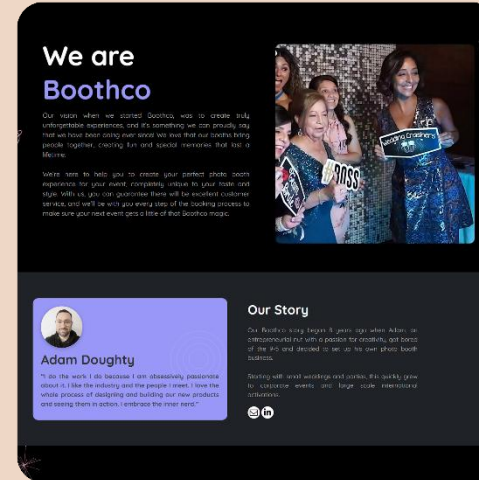 We are
Boothco
Our vision when we started Boothco, was to create truly
unforgettable experiences, and it's something we can proudly say
that we have been doing ever since! We love that our booths bring
people together, creating fun and special memories that last a
lifetime.
We're here to help you to create your perfect photo booth
experience for your event, completely unique to your taste and
style. With us, you can guarantee there will be excellent customer
service, and we'll be with you every step of the booking process to
make sure your next event gets a little of that Boothco magic.
Wedding Crashers
BOSS
Adam Doughty
"I do the work I do because I am obsessively passionate
about it. I like the industry and the people I meet. I love the
whole process of designing and building our new products
and seeing them in action. I embrace the inner nerd."
Our Story
Our Boothco story began 8 years ago when Adam, an
entrepreneurial nut with a passion for creativity, got bored
of the 9-5 and decided to set up his own photo booth
business.
Starting with small weddings and parties, this quickly grew
to corporate events and large scale international
activations.
in